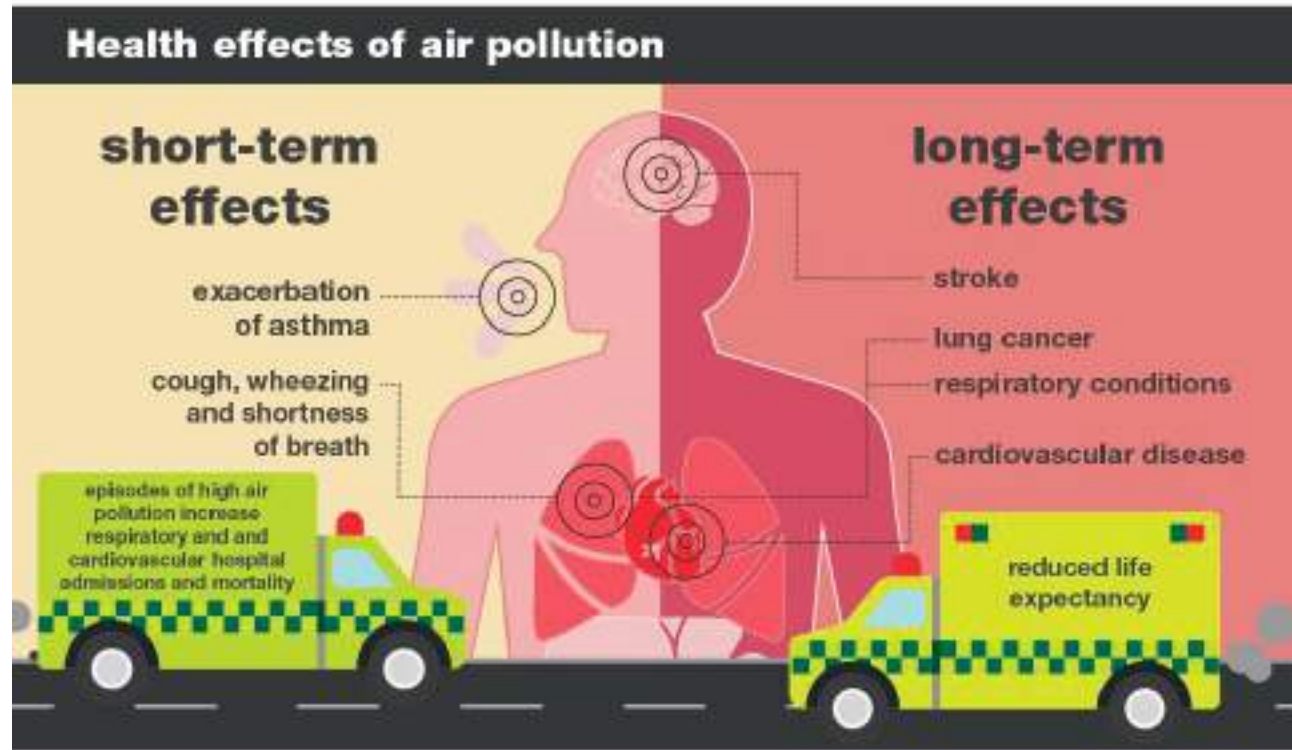 Health effects of air pollution
short-term
effects
exacerbation
of asthma
cough, wheezing
and shortness
of breath
episodes of high air
pollution increase
respiratory and and
cardiovascular hospital
admissions and mortality
long-term
effects
stroke
lung cancer
respiratory conditions
cardiovascular disease
reduced life
expectancy